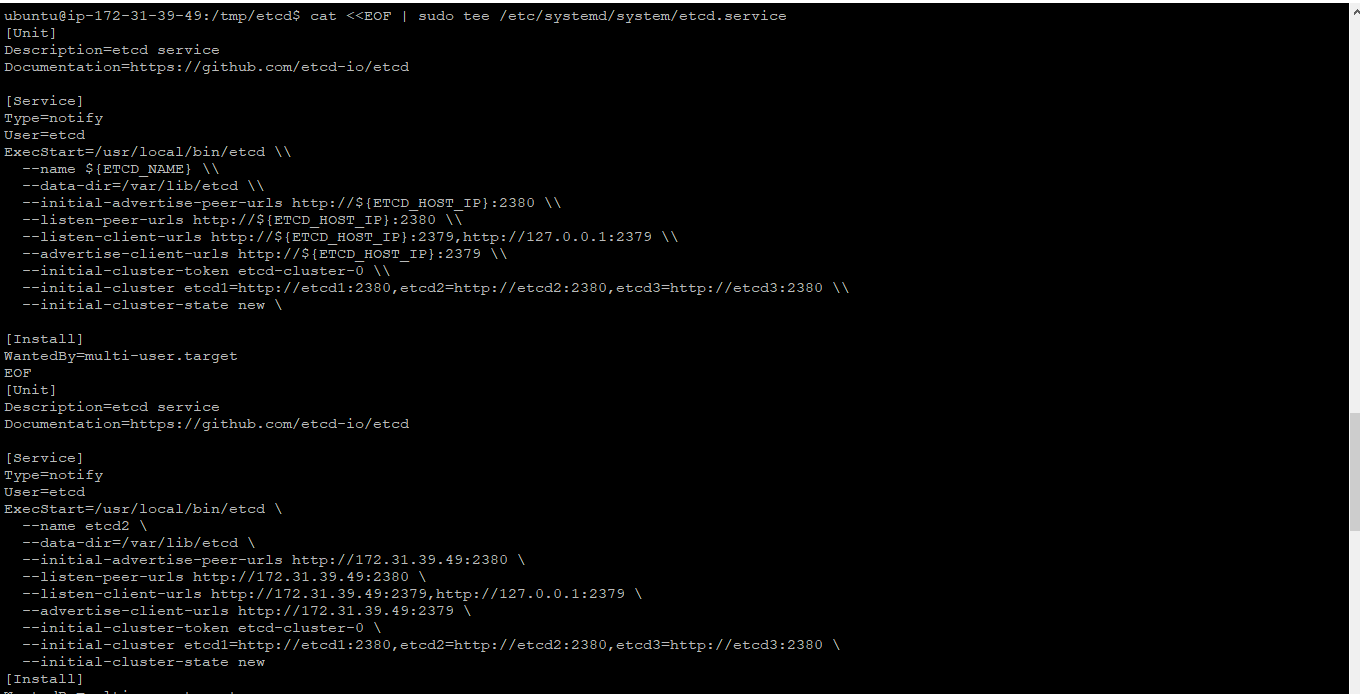 ubuntu@ip-172-31-39-49:/tmp/etcd$ cat <<EOF | sudo tee /etc/systemd/system/etcd.service
[Unit]
Description=etcd service
Documentation=https://github.com/etcd-io/etcd

[Service]
Type=notify
User=etcd
ExecStart=/usr/local/bin/etcd \\
  --name ${ETCD_NAME} \\
  --data-dir=/var/lib/etcd \\
  --initial-advertise-peer-urls http://${ETCD_HOST_IP}:2380 \\
  --listen-peer-urls http://${ETCD_HOST_IP}:2380 \\
  --listen-client-urls http://${ETCD_HOST_IP}:2379,http://127.0.0.1:2379 \\
  --advertise-client-urls http://${ETCD_HOST_IP}:2379 \\
  --initial-cluster-token etcd-cluster-0 \\
  --initial-cluster etcd1=http://etcd1:2380,etcd2=http://etcd2:2380,etcd3=http://etcd3:2380 \\
  --initial-cluster-state new \

[Install]
WantedBy=multi-user.target
EOF
[Unit]
Description=etcd service
Documentation=https://github.com/etcd-io/etcd

[Service]
Type=notify
User=etcd
ExecStart=/usr/local/bin/etcd \
  --name etcd2 \
  --data-dir=/var/lib/etcd \
  --initial-advertise-peer-urls http://172.31.39.49:2380 \
  --listen-peer-urls http://172.31.39.49:2380 \
  --listen-client-urls http://172.31.39.49:2379,http://127.0.0.1:2379 \
  --advertise-client-urls http://172.31.39.49:2379 \
  --initial-cluster-token etcd-cluster-0 \
  --initial-cluster etcd1=http://etcd1:2380,etcd2=http://etcd2:2380,etcd3=http://etcd3:2380 \
  --initial-cluster-state new
[Install]